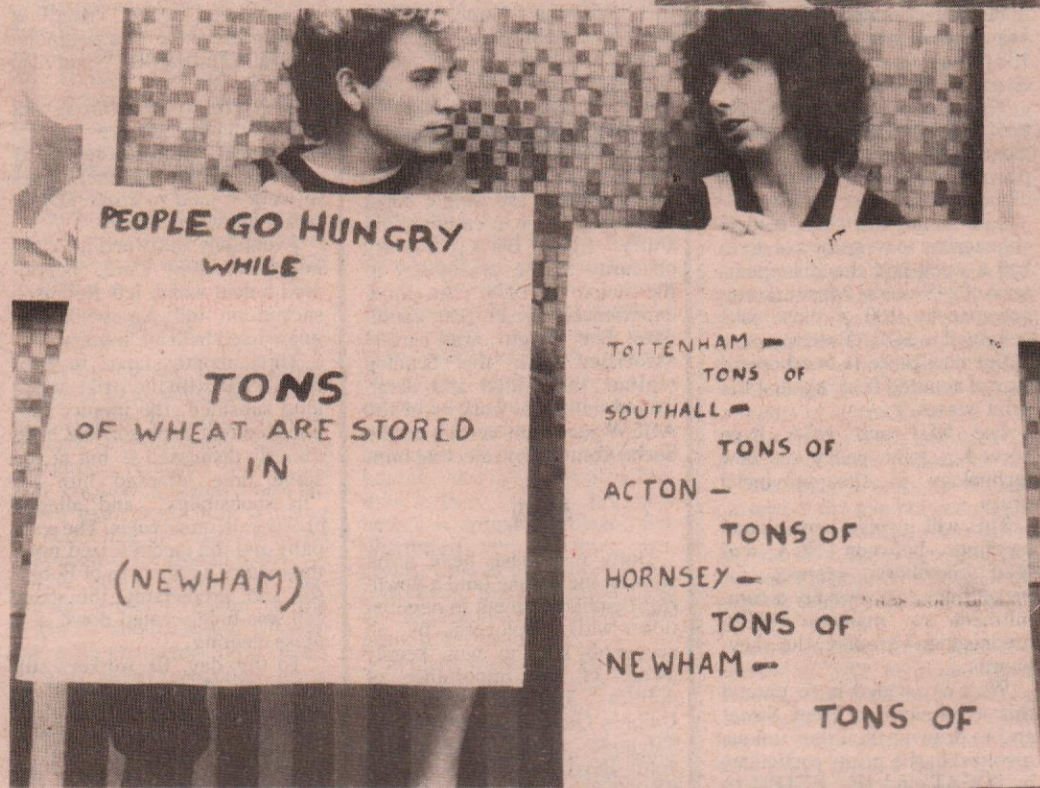 PEOPLE GO HUNGRY
WHILE
TONS
OF WHEAT ARE STORED
IN
(NEWHAM)
TOTTENHAM –
TONS OF
SOUTHALL –
TONS OF
ACTON –
TONS OF
HORNSEY –
TONS OF
NEWHAM –
TONS OF